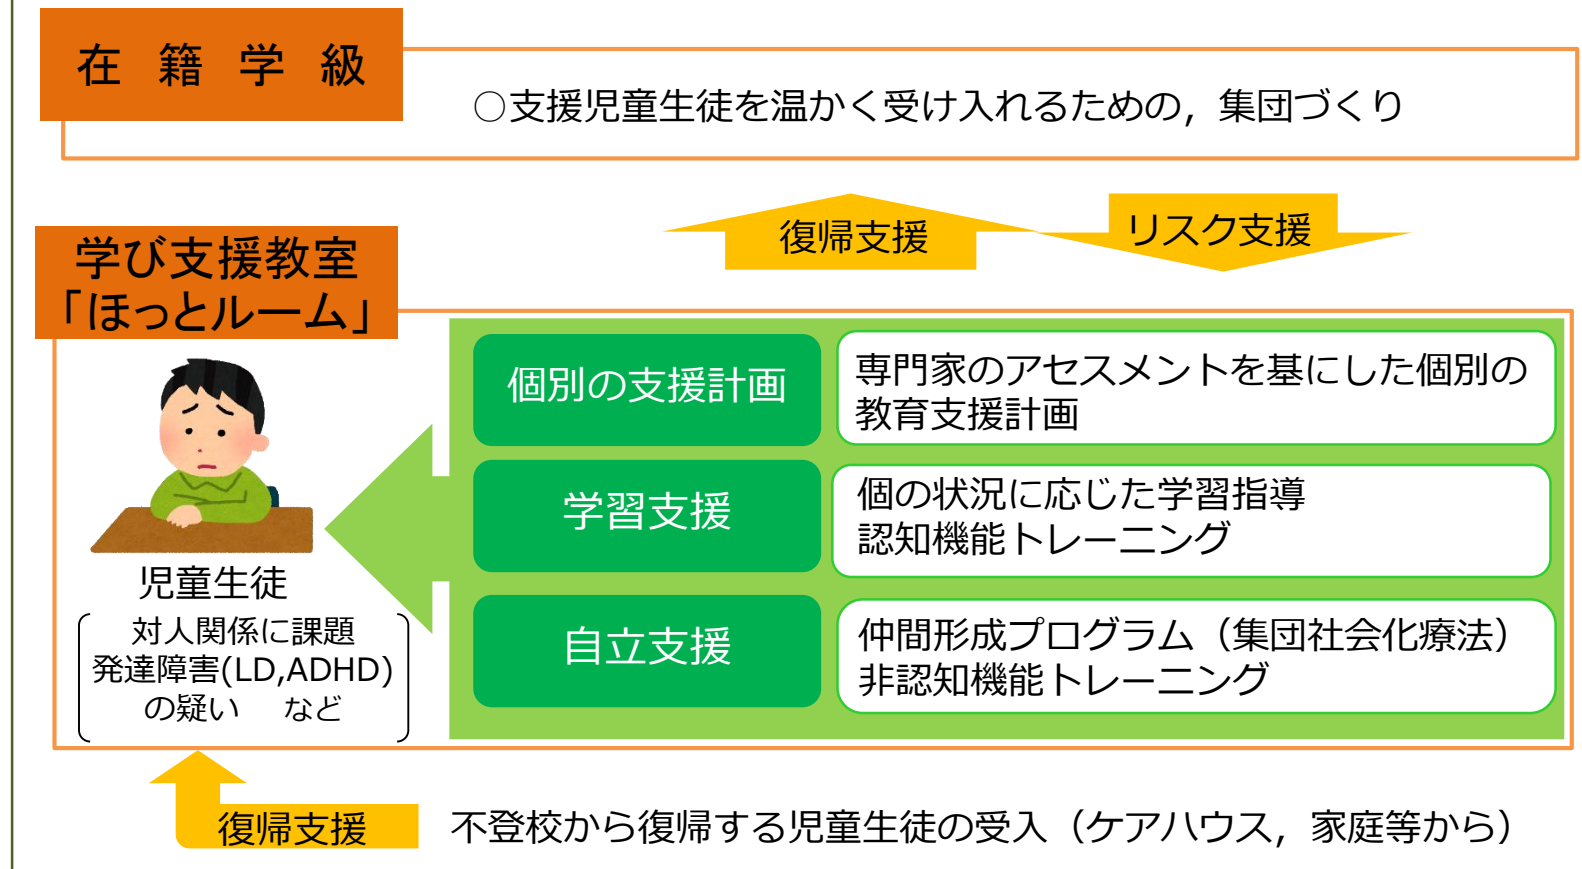 在籍学級
○支援児童生徒を温かく受け入れるための，集団づくり
復帰支援
リスク支援
学び支援教室
「ほっとルーム」
個別の支援計画
専門家のアセスメントを基にした個別の
教育支援計画
学習支援
個の状況に応じた学習指導
認知機能トレーニング
自立支援
仲間形成プログラム（集団社会化療法）
非認知機能トレーニング
児童生徒
対人関係に課題
発達障害(LD,ADHD)
の疑い　など
復帰支援
不登校から復帰する児童生徒の受入（ケアハウス，家庭等から）